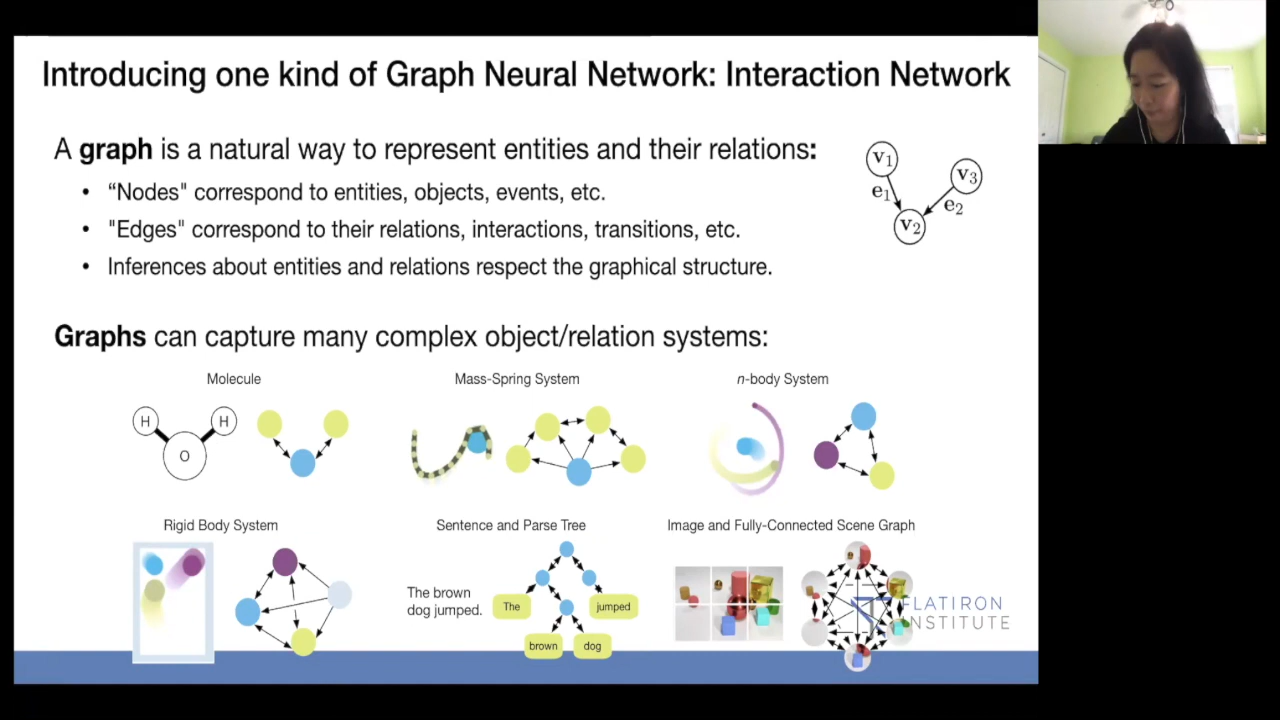 Introducing one kind of Graph Neural Network: Interaction Network
A graph is a natural way to represent entities and their relations:
• “Nodes" correspond to entities, objects, events, etc.
• "Edges" correspond to their relations, interactions, transitions, etc.
• Inferences about entities and relations respect the graphical structure.
v1
v3
e1
e2
v2
Graphs can capture many complex object/relation systems:
Molecule
Mass-Spring System
n-body System
H
H
O
Rigid Body System
Sentence and Parse Tree
Image and Fully-Connected Scene Graph
The brown
dog jumped.
The
jumped
brown
dog
FLATIRON
INSTITUTE